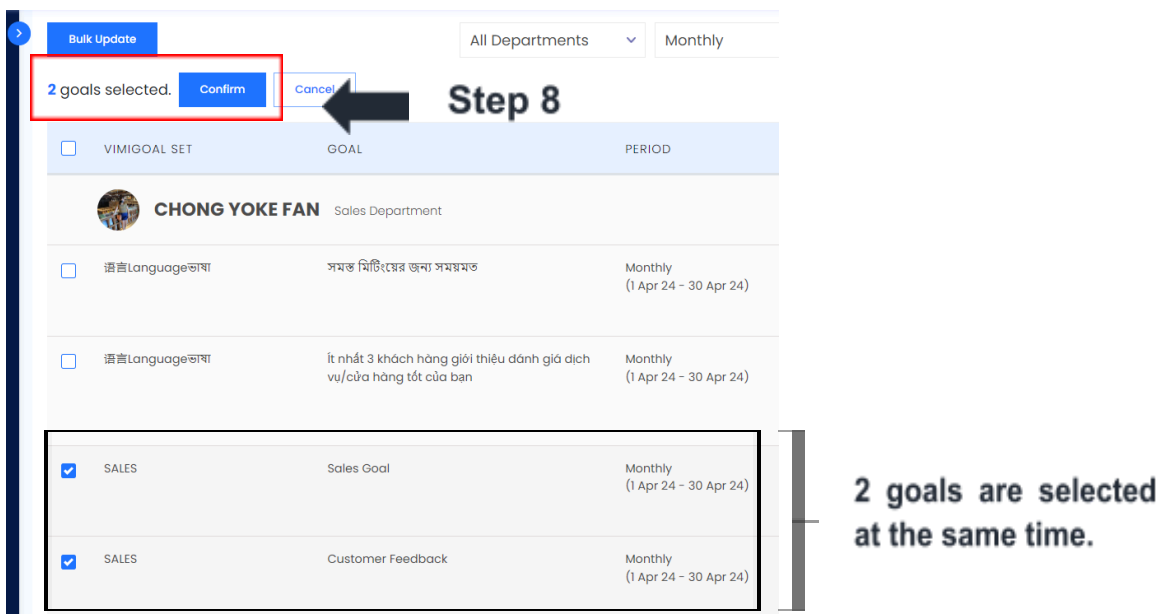 Bulk Update
All Departments
Monthly
2 goals selected.
Confirm
Cancel
Step 8
VIMIGOAL SET
GOAL
PERIOD
CHONG YOKE FAN
Sales Department
语言Languageভাষা
সমস্ত মিটিংয়ের জন্য সময়মত
Monthly
(1 Apr 24 - 30 Apr 24)
语言Languageভাষা
Ít nhất 3 khách hàng giới thiệu dánh giá dịch
vụ/cửa hàng tốt của bạn
Monthly
(1 Apr 24 - 30 Apr 24)
SALES
Sales Goal
Monthly
(1 Apr 24 - 30 Apr 24)
2 goals are selected
at the same time.
SALES
Customer Feedback
Monthly
(1 Apr 24 - 30 Apr 24)